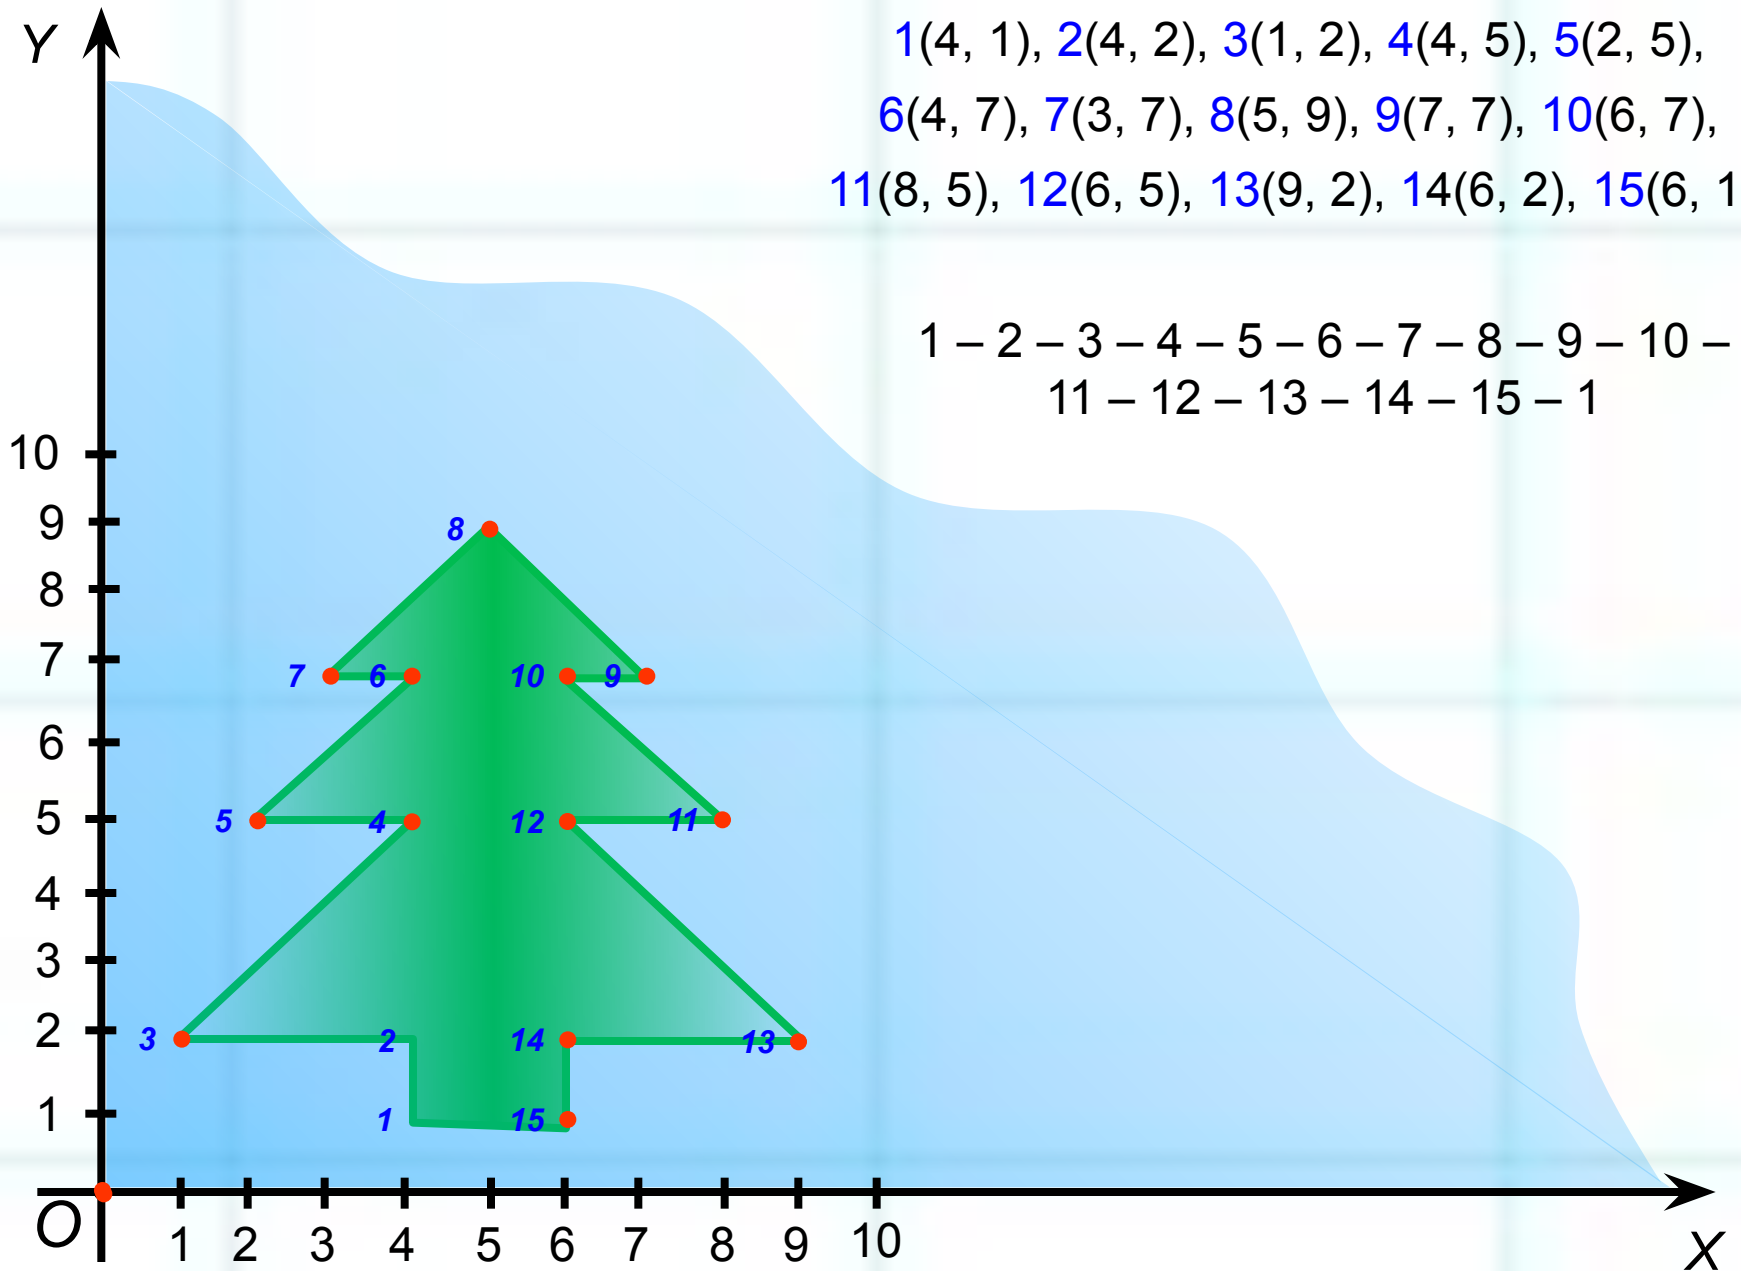 Y
1(4, 1), 2(4, 2), 3(1, 2), 4(4, 5), 5(2, 5),
6(4, 7), 7(3, 7), 8(5, 9), 9(7, 7), 10(6, 7),
11(8, 5), 12(6, 5), 13(9, 2), 14(6, 2), 15(6, 1
1 – 2 – 3 – 4 – 5 – 6 – 7 – 8 – 9 – 10 –
11 – 12 – 13 – 14 – 15 – 1
10
9
8
8
7
7 6 10 9
6
5
5 4 12 11
4
3
2
3 2 14 13
1
1 15
O
1 2 3 4 5 6 7 8 9 10
X